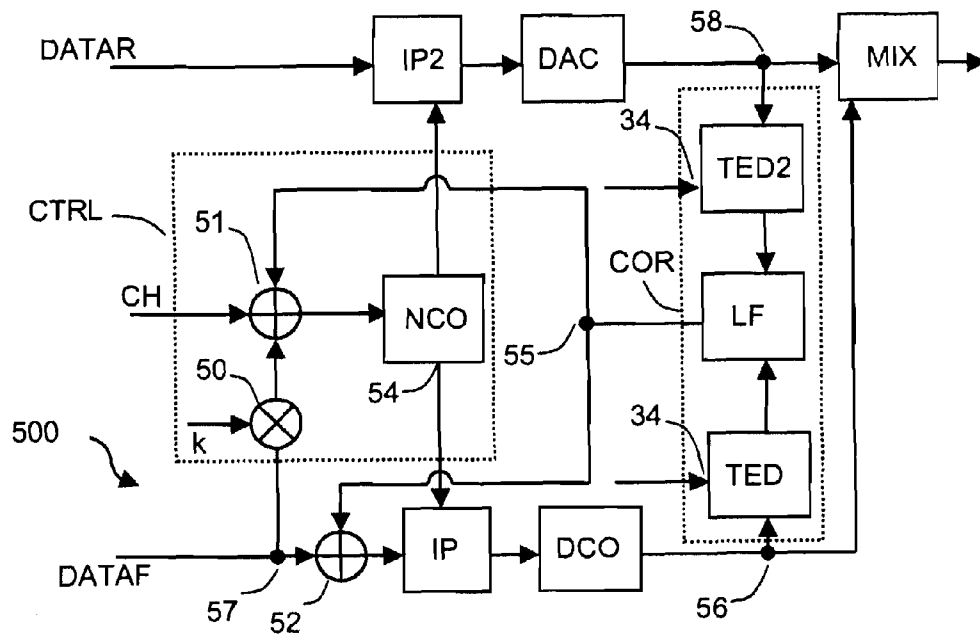 58
DATAR
IP2
DAC
MIX
34
TED2
CTRL
51
COR
CH
NCO
LF
55
50
54
34
500
k
TED
IP
DCO
DATAF
57
52
56